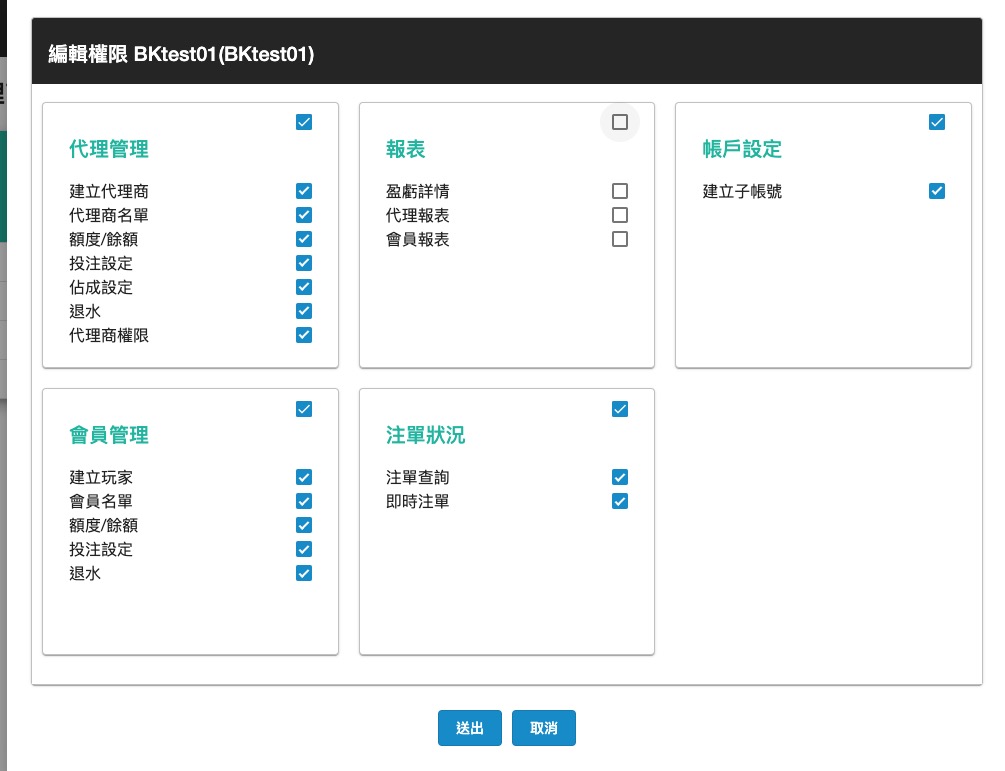 編輯權限 BKtest01(BKtest01)
代理管理
建立代理商
代理商名單
額度/餘額
投注設定
佔成設定
退水
代理商權限
報表
盈虧詳情
代理報表
會員報表
帳戶設定
建立子帳號
會員管理
建立玩家
會員名單
額度/餘額
投注設定
退水
注單狀況
注單查詢
即時注單
送出
取消